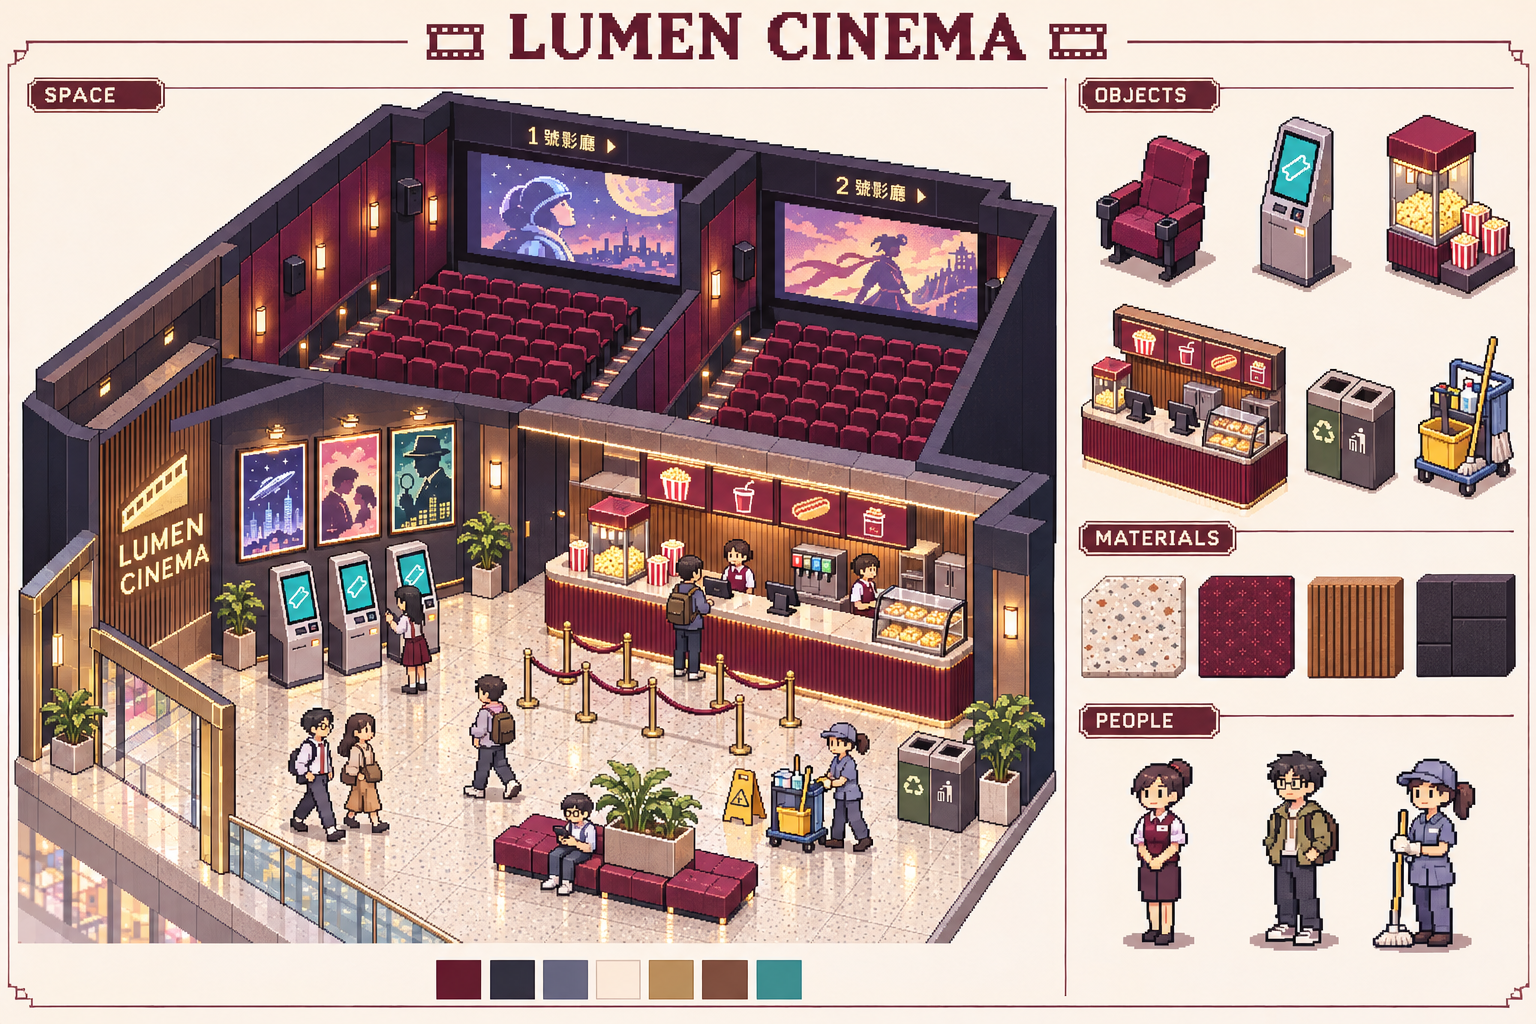 LUMEN CINEMA
SPACE
1 號影廳
2 號影廳
LUMEN
CINEMA
OBJECTS
MATERIALS
PEOPLE